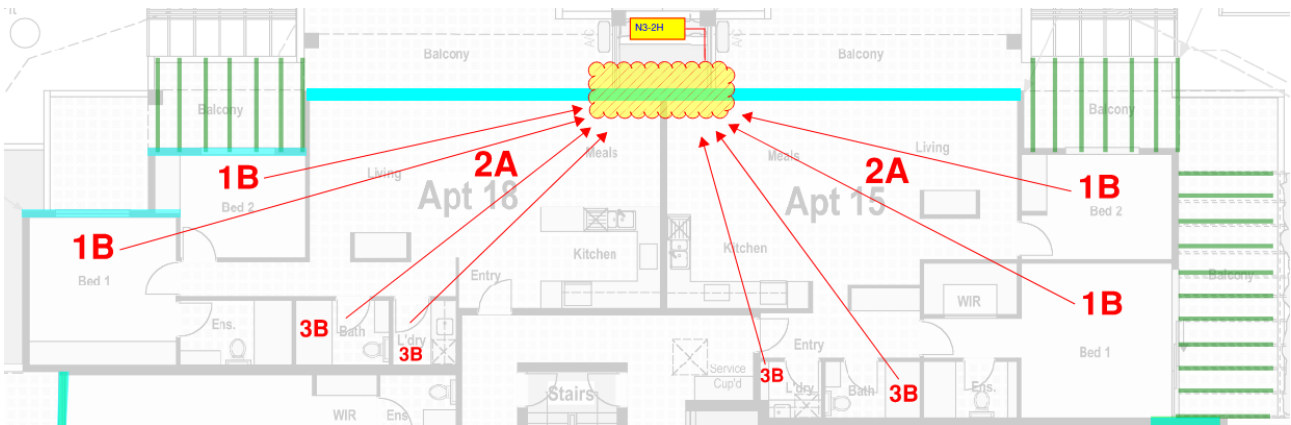 N3-2H
A/C
A/C
Balcony
Balcony
Balcony
Balcony
Meals
Meals
Living
Living
2A
2A
1B
1B
Apt 18
Apt 15
Bed 2
Bed 2
1B
Bed 1
Kitchen
Kitchen
Balcony
Entry
WIR
1B
Ens.
3B
Bath
L'dry
3B
Entry
Bed 1
Service
Cup'd
3B
L'dry
Bath
3B
Ens.
Stairs
WIR
Ens